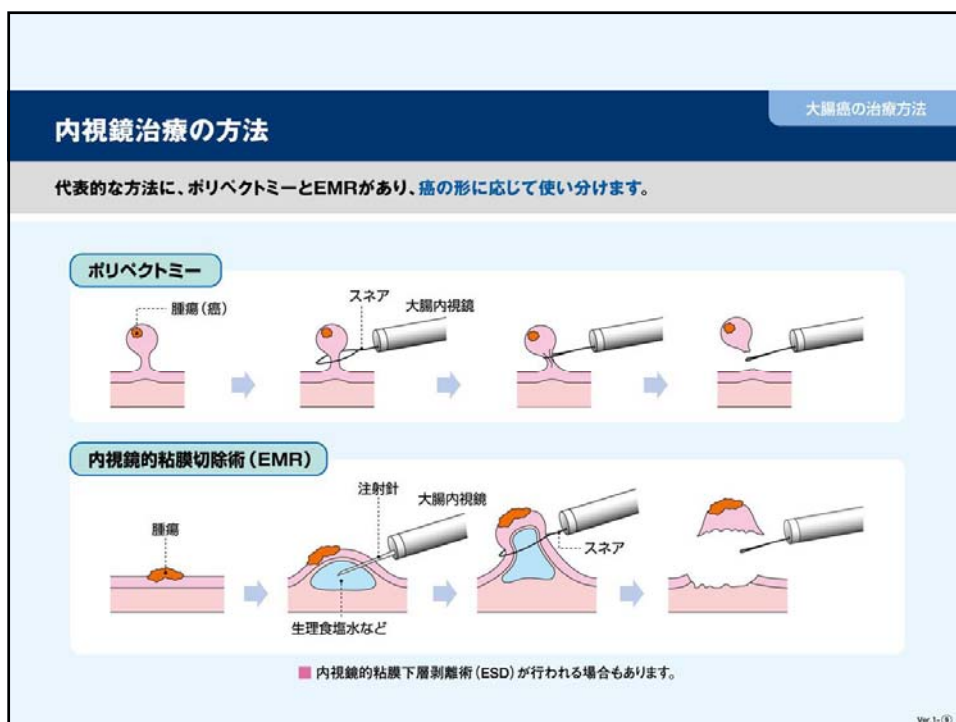 大腸癌の治療方法
内視鏡治療の方法
代表的な方法に、ポリペクトミーとEMRがあり、癌の形に応じて使い分けます。
ポリペクトミー
腫瘍（癌）
スネア
大腸内視鏡
内視鏡的粘膜切除術（EMR）
腫瘍
注射針
大腸内視鏡
スネア
生理食塩水など
■ 内視鏡的粘膜下層剥離術（ESD）が行われる場合もあります。
Ver.1-⑨